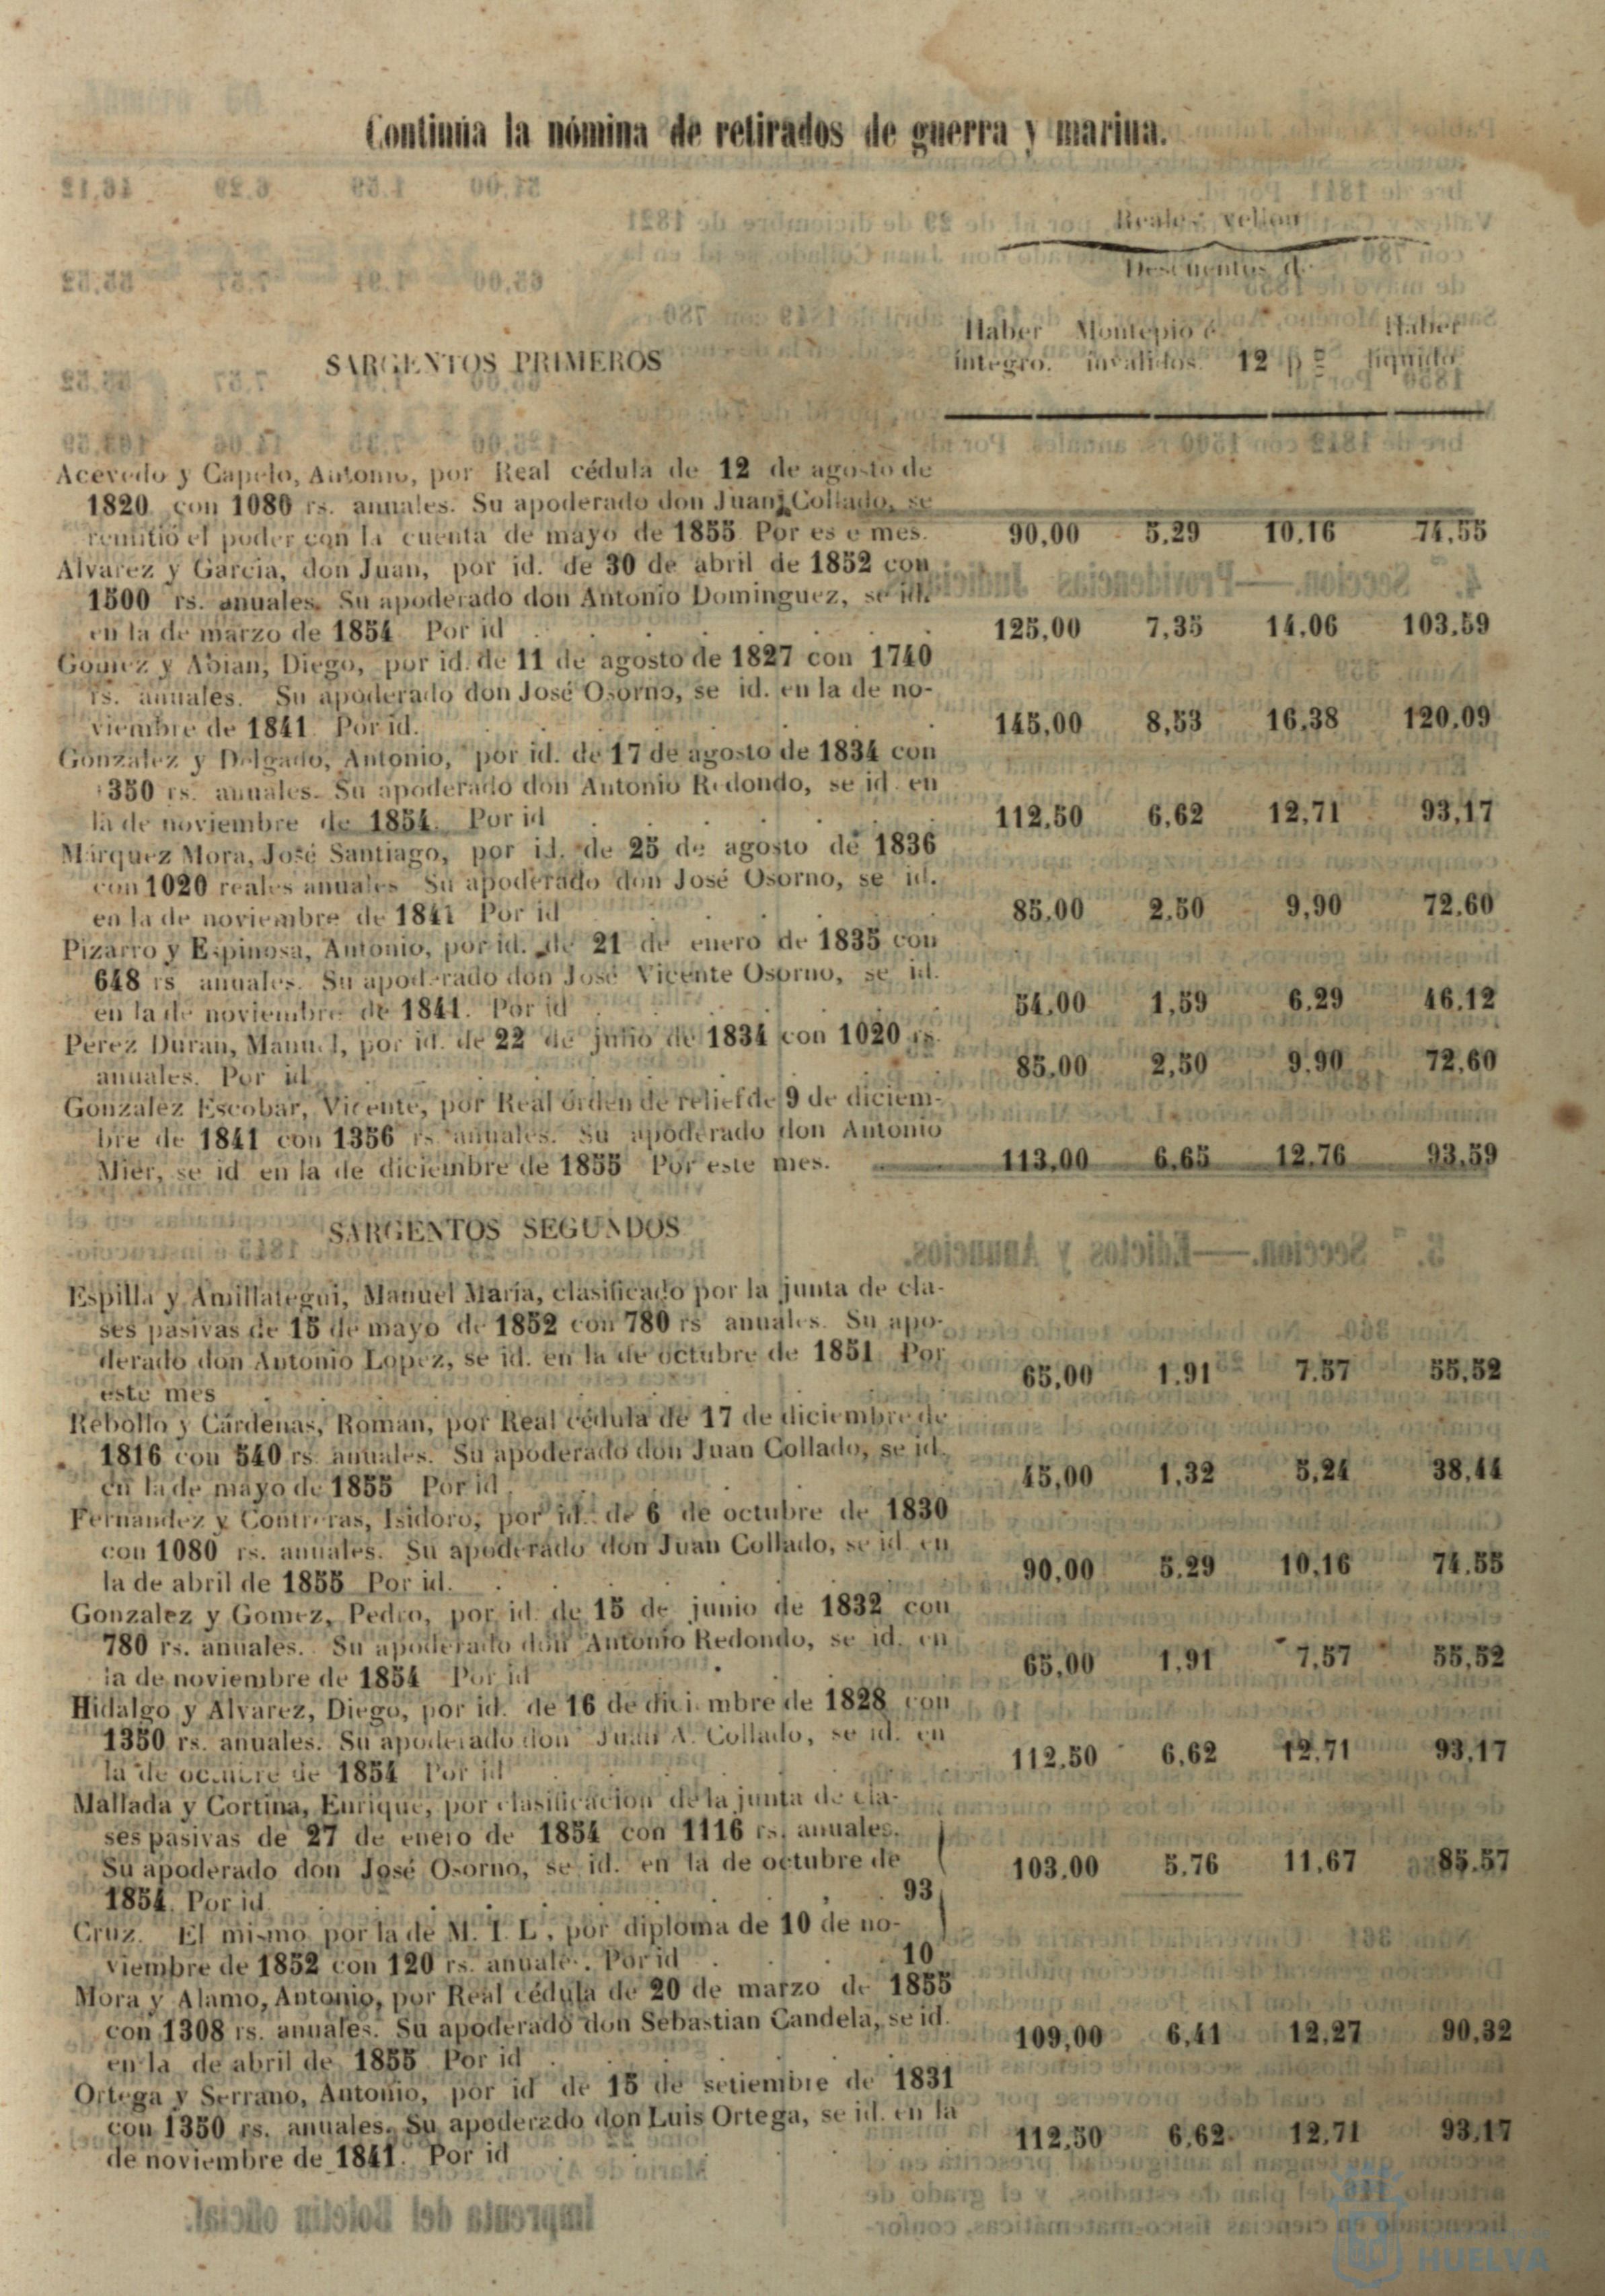 Continúa la nómina de retirados de guerra y marina.
Reales vellon
Descuentos de
Haber Montepio é Haber
integro. invalidos. 12 p liquido
SARGENTOS PRIMEROS
Acevedo y Capelo, Antonio, por Real cédula de 12 de agosto de
1820 con 1080 rs. anuales. Su apoderado don Juan Collado, se
remitió el poder con la cuenta de mayo de 1855 Por es e mes. 90,00 5.29 10.16 74.55
Alvarez y Garcia, don Juan, por id. de 30 de abril de 1852 con
1500 rs. anuales. Su apoderado don Antonio Dominguez, se id.
en la de marzo de 1854 Por id 125,00 7,35 14.06 103.59
Gomez y Abian, Diego, por id. de 11 de agosto de 1827 con 1740
rs. anuales. Su apoderado don José Osorno, se id. en la de no-
viembre de 1841 Por id. 145,00 8,53 16,38 120.09
Gonzalez y Delgado, Antonio, por id. de 17 de agosto de 1834 con
350 rs. anuales. Su apoderado don Antonio Redondo, se id. en
la de noviembre de 1854. Por id 112,50 6,62 12,71 93,17
Márquez Mora, José Santiago, por id. de 25 de agosto de 1836
con 1020 reales anuales Su apoderado don José Osorno, se id.
en la de noviembre de 1841 Por id 85,00 2.50 9,90 72,60
Pizarro y Espinosa, Antonio, por id. de 21 de enero de 1835 con
648 rs. anuales. Su apoderado don José Vicente Osorno, se id.
en la de noviembre de 1841. Por id 54,00 1,59 6.29 46.12
Perez Duran, Manuel, por id. de 22 de julio de 1834 con 1020 rs.
anuales. Por id. 85,00 2,50 9.90 72,60
Gonzalez Escobar, Vicente, por Real órden de relief de 9 de diciem-
bre de 1841 con 1356 rs. anuales. Su apoderado don Antonio
Mier, se id en la de diciembre de 1855 Por este mes. 113,00 6,65 12,76 93,59
SARGENTOS SEGUNDOS
Espilla y Amillategui, Manuel María, clasificado por la junta de cla-
ses pasivas de 15 de mayo de 1852 con 780 rs anuales. Su apo-
derado don Antonio Lopez, se id. en la de octubre de 1851 Por
este mes 65,00 1.91 7.57 55,52
Rebollo y Cárdenas, Roman, por Real cédula de 17 de diciembre de
1816 con 540 rs. anuales. Su apoderado don Juan Collado, se id.
en la de mayo de 1855 Por id. 45,00 1,32 5,24 38,44
Fernandez y Contreras, Isidoro, por id. de 6 de octubre de 1830
con 1080 rs. anuales. Su apoderado don Juan Collado, se id. en
la de abril de 1855 Por id. 90,00 5.29 10,16 74.55
Gonzalez y Gomez, Pedro, por id. de 15 de junio de 1832 con
780 rs. anuales. Su apoderado don Antonio Redondo, se id. en
la de noviembre de 1854 Por id 65,00 1,91 7,57 55,52
Hidalgo y Alvarez, Diego, por id. de 16 de diciembre de 1828 con
1350 rs. anuales. Su apoderado don Juan A. Collado, se id. en
la de octubre de 1854 Por id 112,50 6,62 12,71 93,17
Mallada y Cortina, Enrique, por clasificacion de la junta de cla-
ses pasivas de 27 de enero de 1854 con 1116 rs. anuales.
Su apoderado don José Osorno, se id. en la de octubre de 103,00 5.76 11,67 85.57
1854. Por id 93
Cruz. El mismo por la de M. I. L., por diploma de 10 de no-
viembre de 1852 con 120 rs. anuales. Por id 10
Mora y Alamo, Antonio, por Real cédula de 20 de marzo de 1855
con 1308 rs. anuales. Su apoderado don Sebastian Candela, se id.
en la de abril de 1855 Por id 109,00 6,41 12,27 90,32
Ortega y Serrano, Antonio, por id de 15 de setiembre de 1831
con 1350 rs. anuales. Su apoderado don Luis Ortega, se id. en la
de noviembre de 1841. Por id 112,50 6,62 12,71 93,17
HUELVA